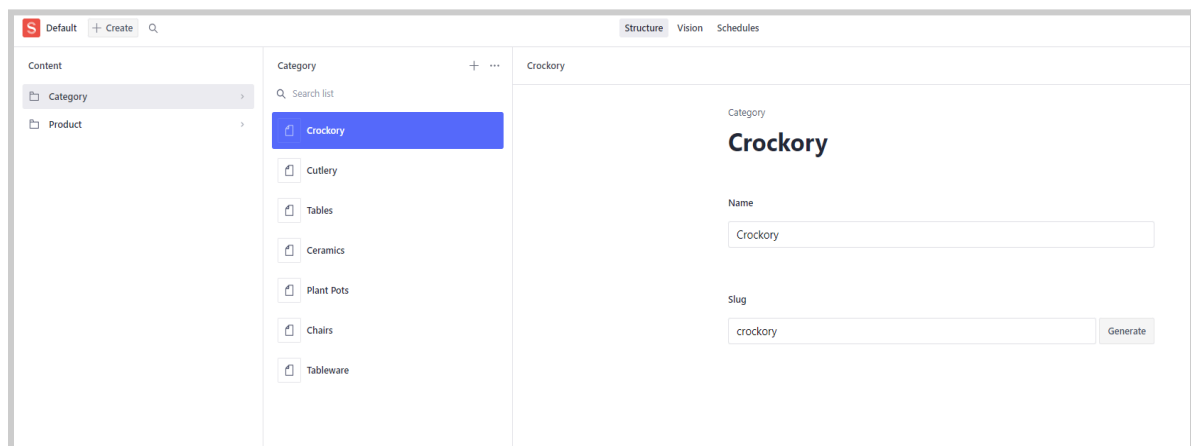 S Default + Create
Structure Vision Schedules
Content
Category
Product
Category
Search list
Crockory
Cutlery
Tables
Ceramics
Plant Pots
Chairs
Tableware
Crockory
Category
Crockory
Name
Crockory
Slug
crockory Generate